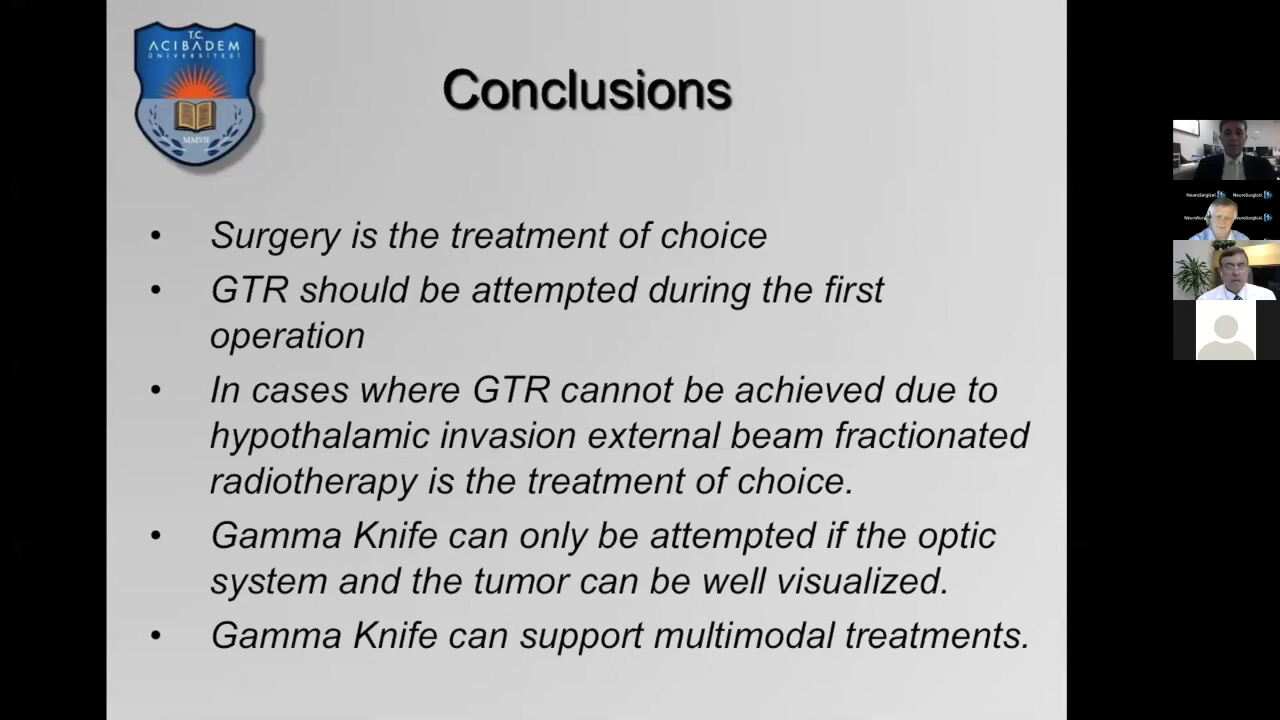 T.C.
ACIBADEM
ÜNİVERSİTESİ
MMVII
Conclusions
• Surgery is the treatment of choice
• GTR should be attempted during the first
operation
• In cases where GTR cannot be achieved due to
hypothalamic invasion external beam fractionated
radiotherapy is the treatment of choice.
• Gamma Knife can only be attempted if the optic
system and the tumor can be well visualized.
• Gamma Knife can support multimodal treatments.
NeuroSurgical NeuroSurgical